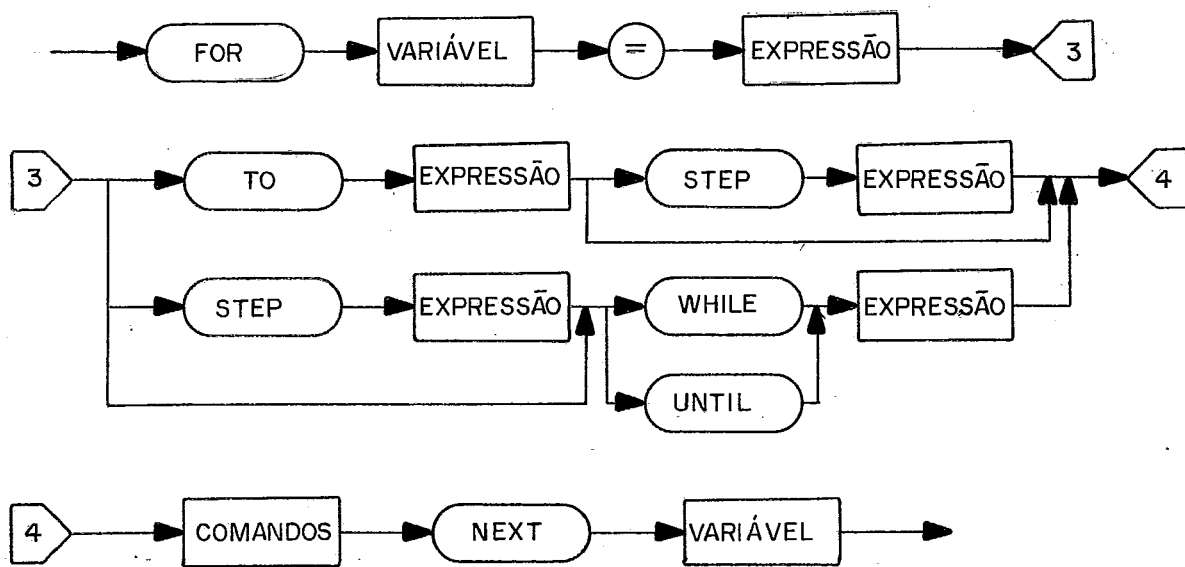 FOR VARIÁVEL = EXPRESSÃO 3
3 TO EXPRESSÃO STEP EXPRESSÃO 4
STEP EXPRESSÃO WHILE EXPRESSÃO
UNTIL
4 COMANDOS NEXT VARIÁVEL